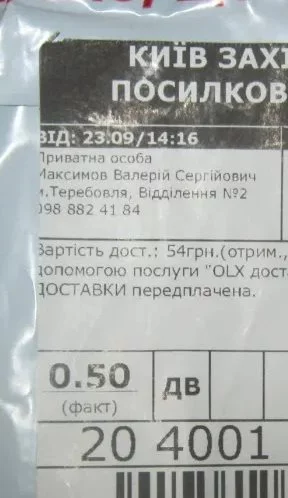 КИЇВ ЗАХІ
ПОСИЛКОВ
ВІД: 23.09/14:16
Приватна особа
Максимов Валерій Сергійович
м.Теребовля, Відділення №2
098 882 41 84
Вартість дост.: 54грн.(отрим.,
допомогою послуги "OLX дост
ДОСТАВКИ передплачена.
0.50
ДВ
(факт)
20 4001